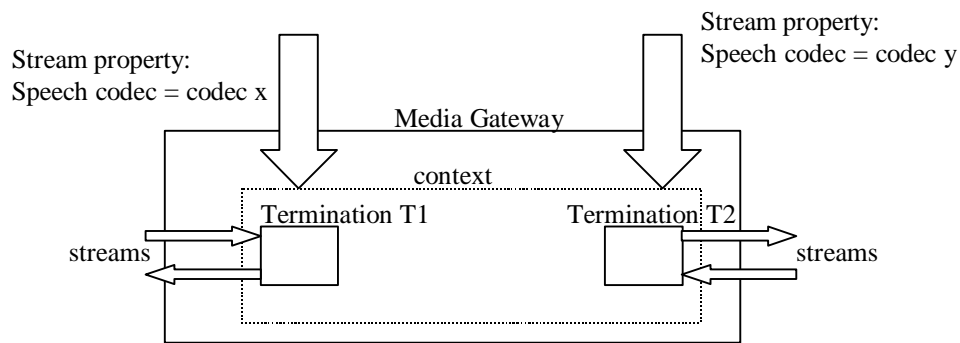 Stream property:
Speech codec = codec x
Stream property:
Speech codec = codec y
Media Gateway
context
Termination T1
Termination T2
streams
streams